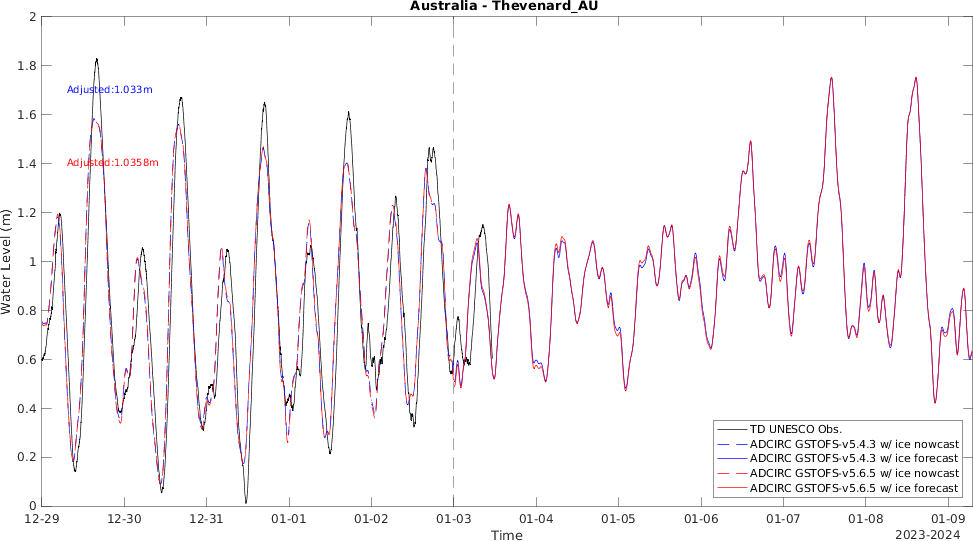 Australia - Thevenard_AU
2
1.8
Adjusted:1.033m
1.6
1.4
Adjusted:1.0358m
1.2
1
0.8
0.6
0.4
0.2
0
Water Level (m)
TD UNESCO Obs.
ADCIRC GSTOFS-v5.4.3 w/ ice nowcast
ADCIRC GSTOFS-v5.4.3 w/ ice forecast
ADCIRC GSTOFS-v5.6.5 w/ ice nowcast
ADCIRC GSTOFS-v5.6.5 w/ ice forecast
12-29 12-30 12-31 01-01 01-02 01-03 01-04 01-05 01-06 01-07 01-08 01-09
Time
2023-2024